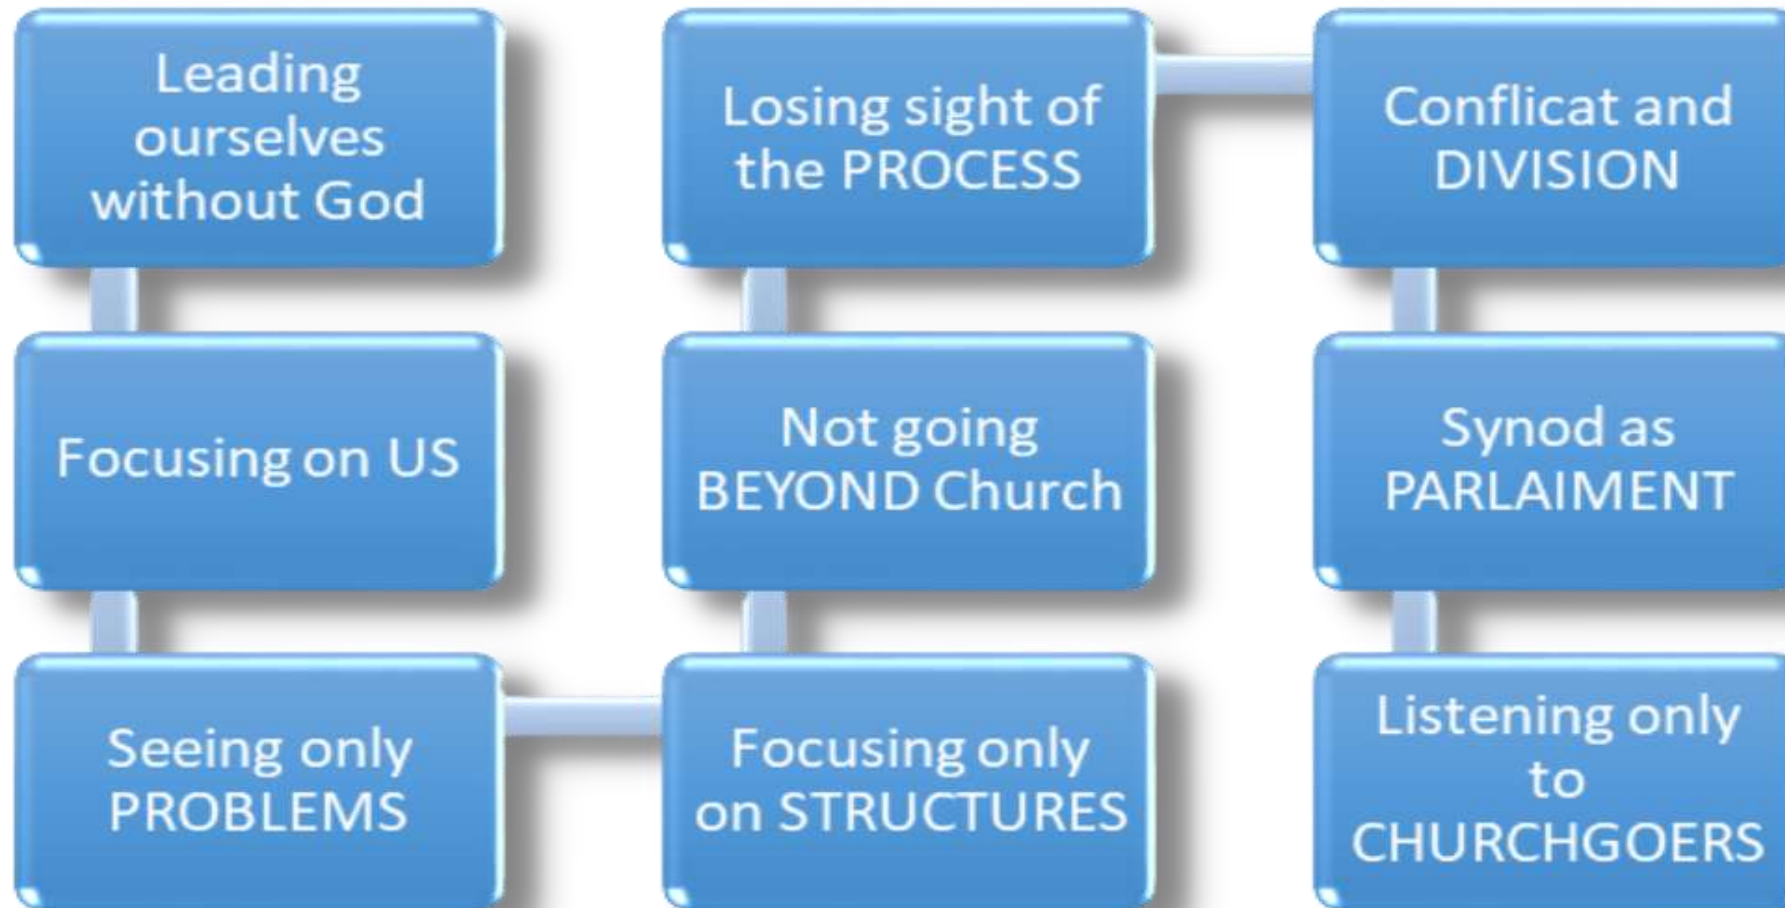 Leading
ourselves
without God
Focusing on US
Seeing only
PROBLEMS
Focusing only
on STRUCTURES
Not going
BEYOND Church
Losing sight of
the PROCESS
Conflicat and
DIVISION
Synod as
PARLAIMENT
Listening only
to
CHURCHGOERS